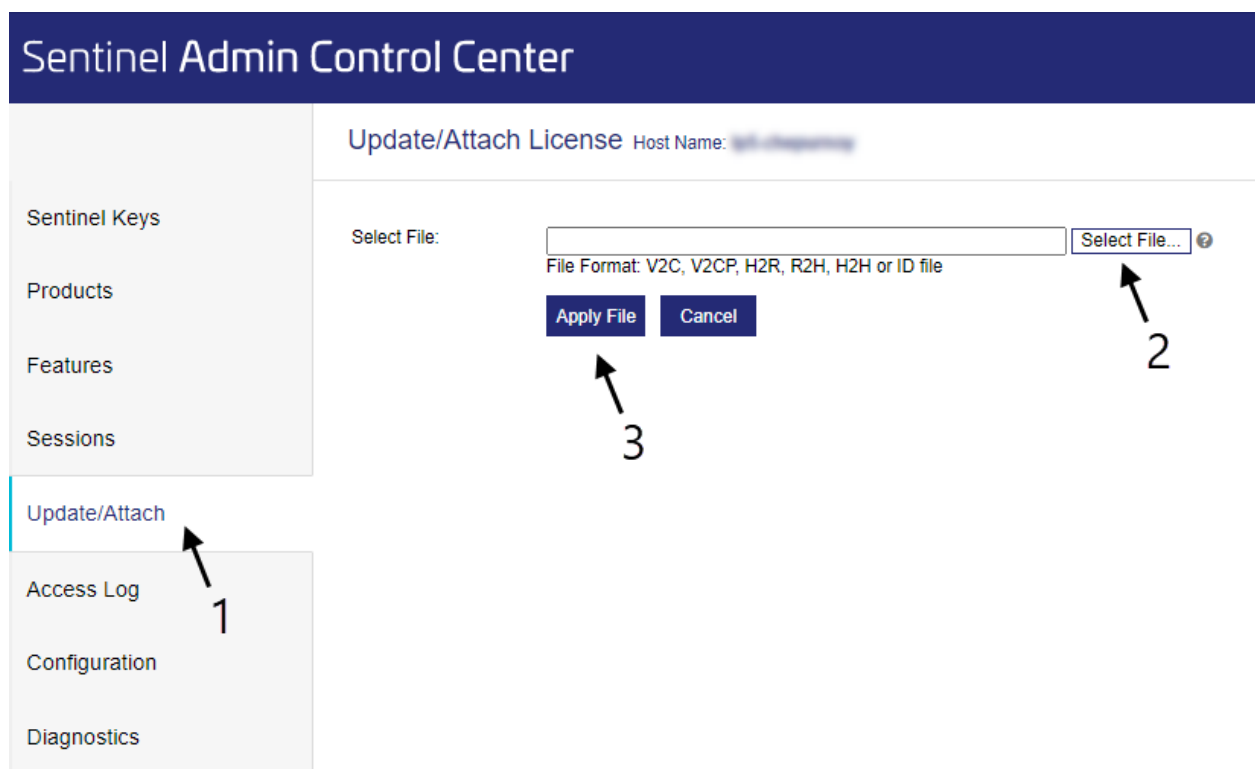 Sentinel Admin Control Center
Update/Attach License Host Name:
Sentinel Keys
Select File:
Select File...
File Format: V2C, V2CP, H2R, R2H, H2H or ID file
Products
Apply File
Cancel
2
Features
3
Sessions
Update/Attach
1
Access Log
Configuration
Diagnostics